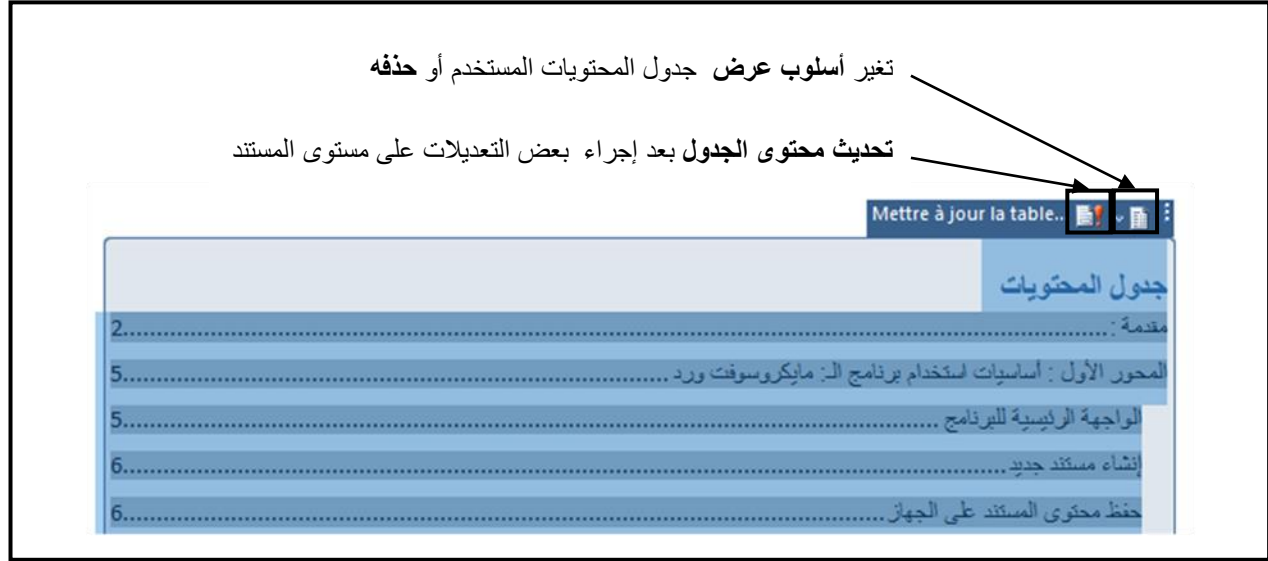 تغير أسلوب عرض جدول المحتويات المستخدم أو حذفه
تحديث محتوى الجدول بعد إجراء بعض التعديلات على مستوى المستند
Mettre à jour la table..
جدول المحتويات
مقدمة :....................................................................................................2
المحور الأول : أساسيات استخدام برنامج الـ: مايكروسوفت ورد ....................................................5
الواجهة الرئيسية للبرنامج ....................................................................................5
إنشاء مستند جديد ..........................................................................................6
حفظ محتوى المستند على الجهاز ..............................................................................6